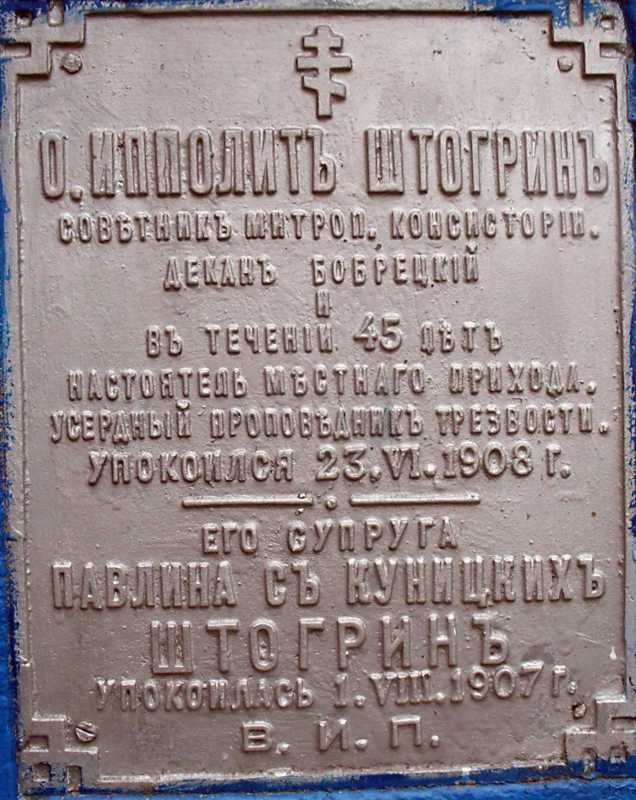 О. ИППОЛИТЪ ШТОГРИНЪ
СОВѢТНИКЪ МИТРОП. КОНСИСТОРІИ.
ДЕКАНЪ БОБРЕЦКІЙ
И
ВЪ ТЕЧЕНІИ 45 ЛѢТЪ
НАСТОЯТЕЛЬ МѢСТНАГО ПРИХОДА.
УСЕРДНЫЙ ПРОПОВѢДНИКЪ ТРЕЗВОСТИ.
УПОКОИЛСЯ 23.VI.1908 Г.
ЕГО СУПРУГА
ПАВЛИНА СЪ КУНИЦКИХЪ
ШТОГРИНЪ
УПОКОИЛАСЬ 1.VIII.1907 Г.
В. И. П.